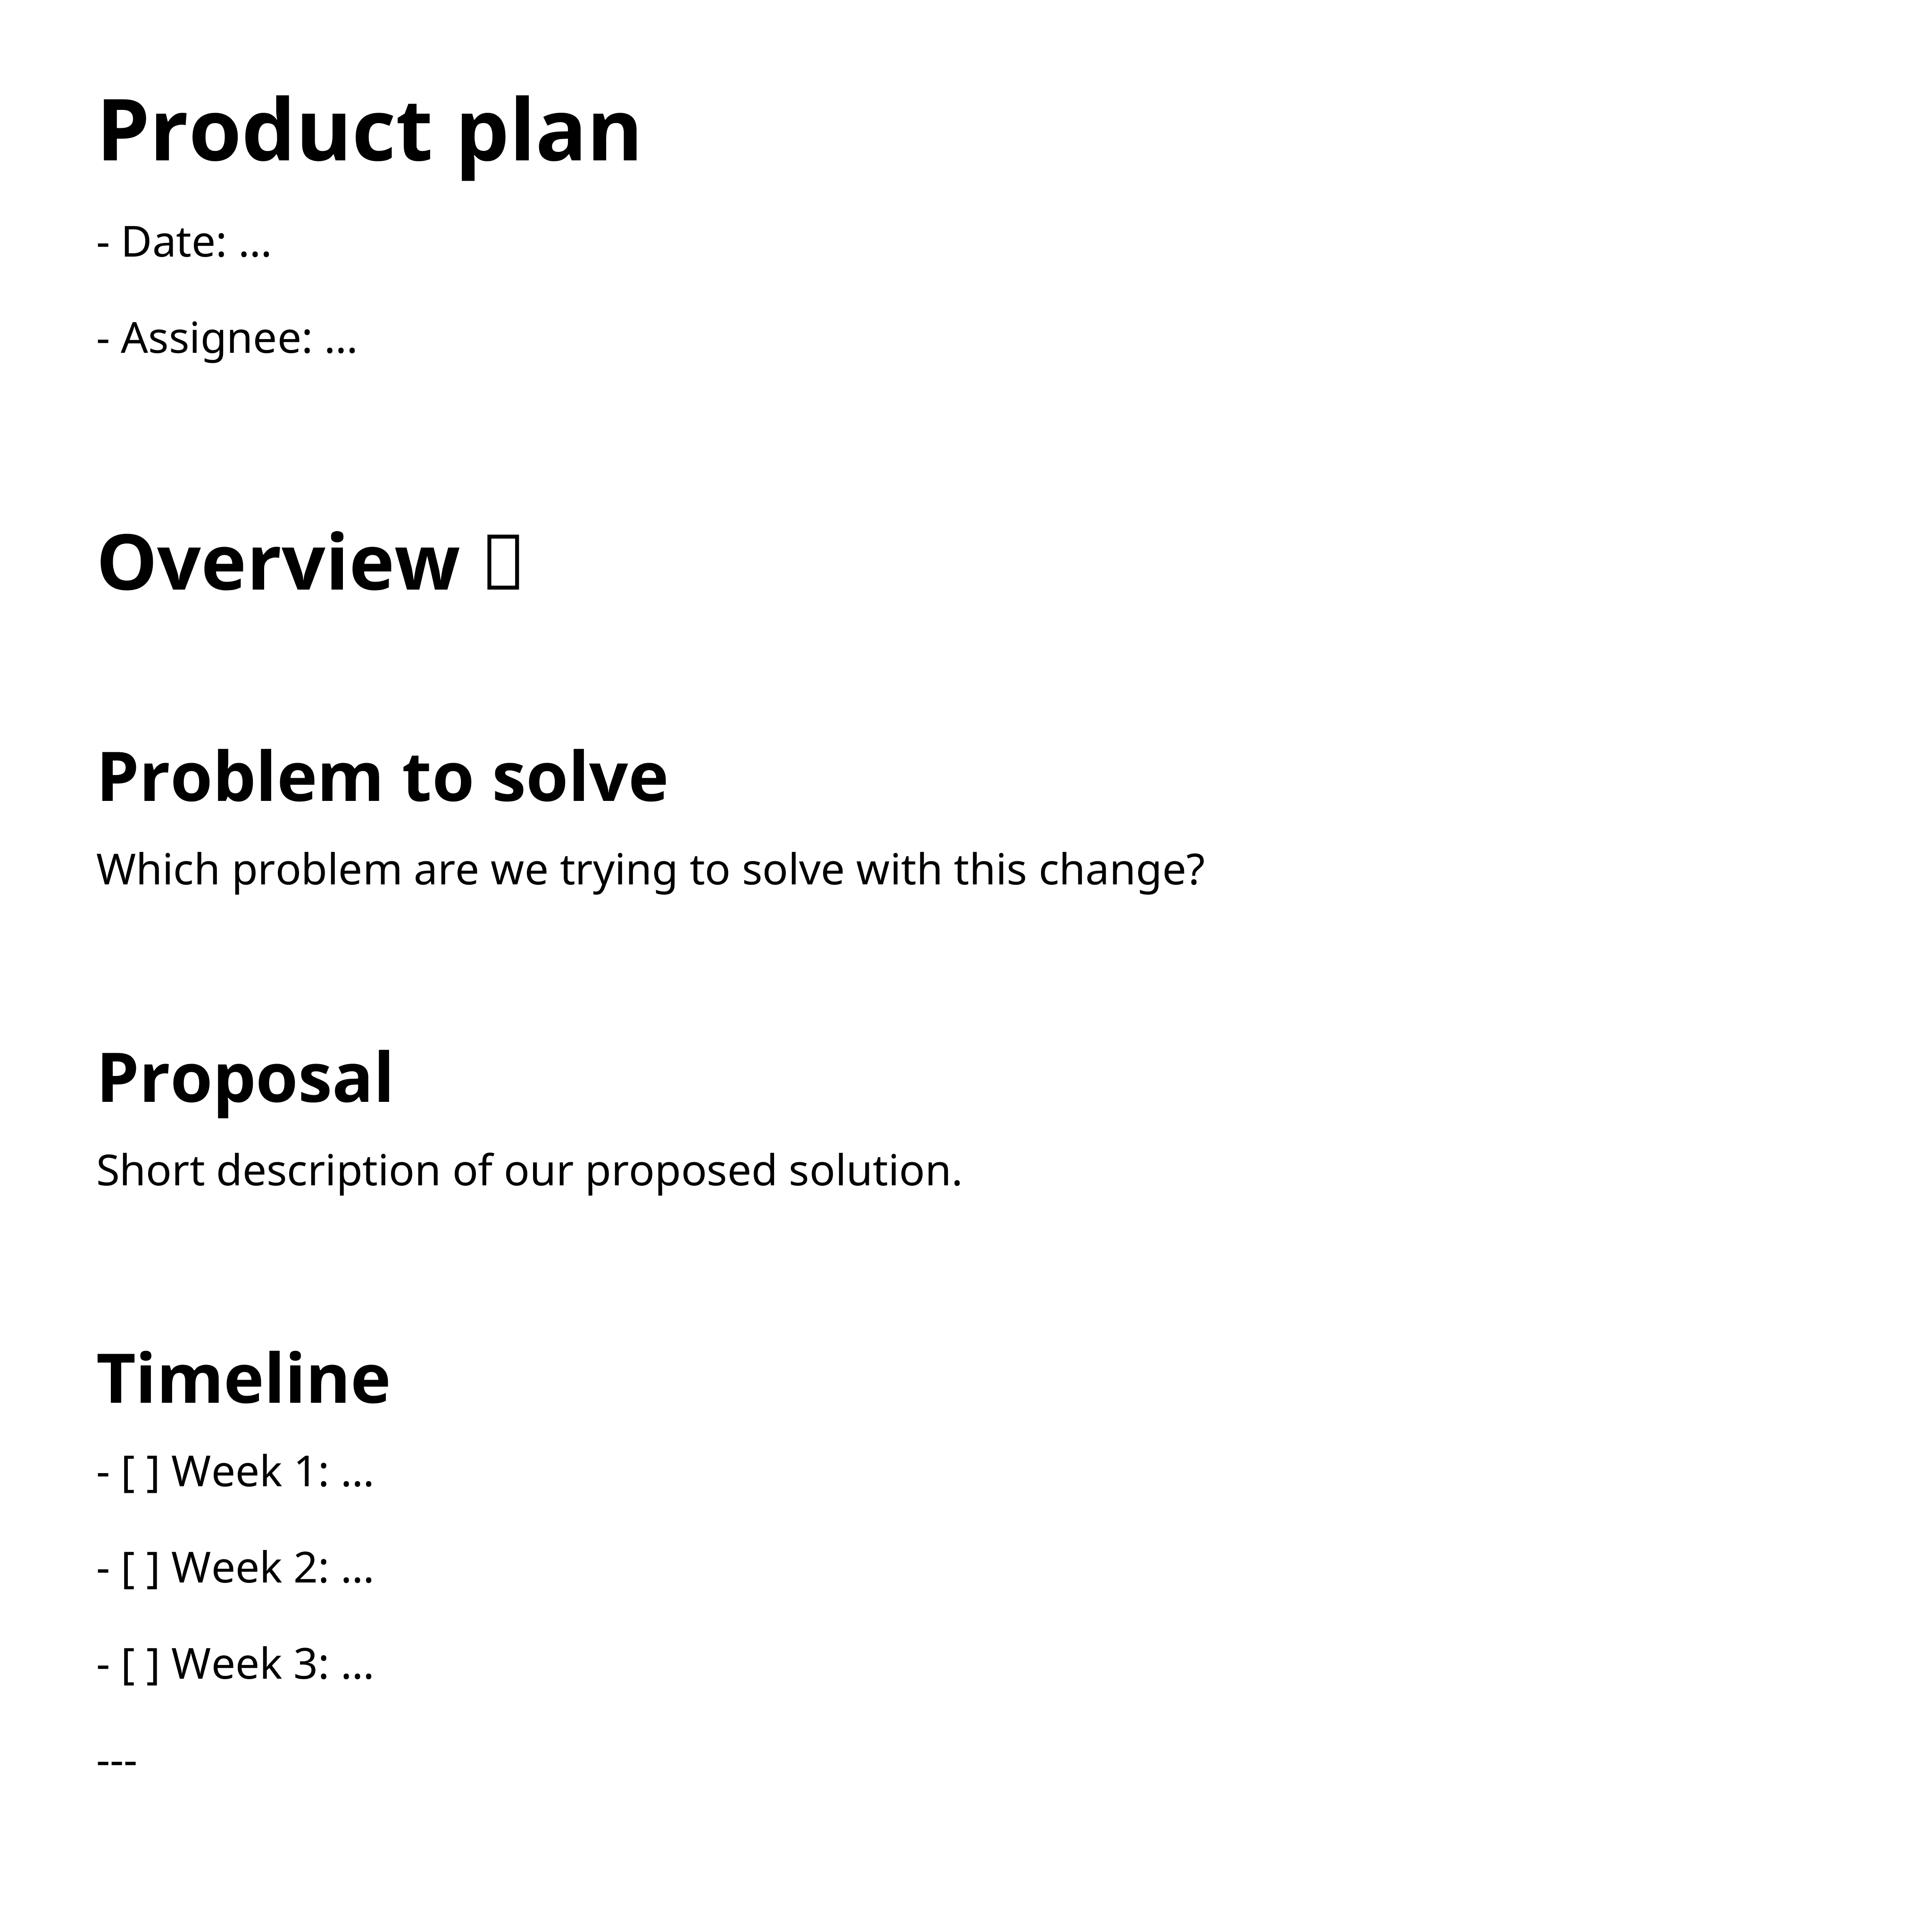 Product plan
- Date: ...
- Assignee: ...
Overview
Problem to solve
Which problem are we trying to solve with this change?
Proposal
Short description of our proposed solution.
Timeline
- [ ] Week 1: ...
- [ ] Week 2: ...
- [ ] Week 3: ...
---